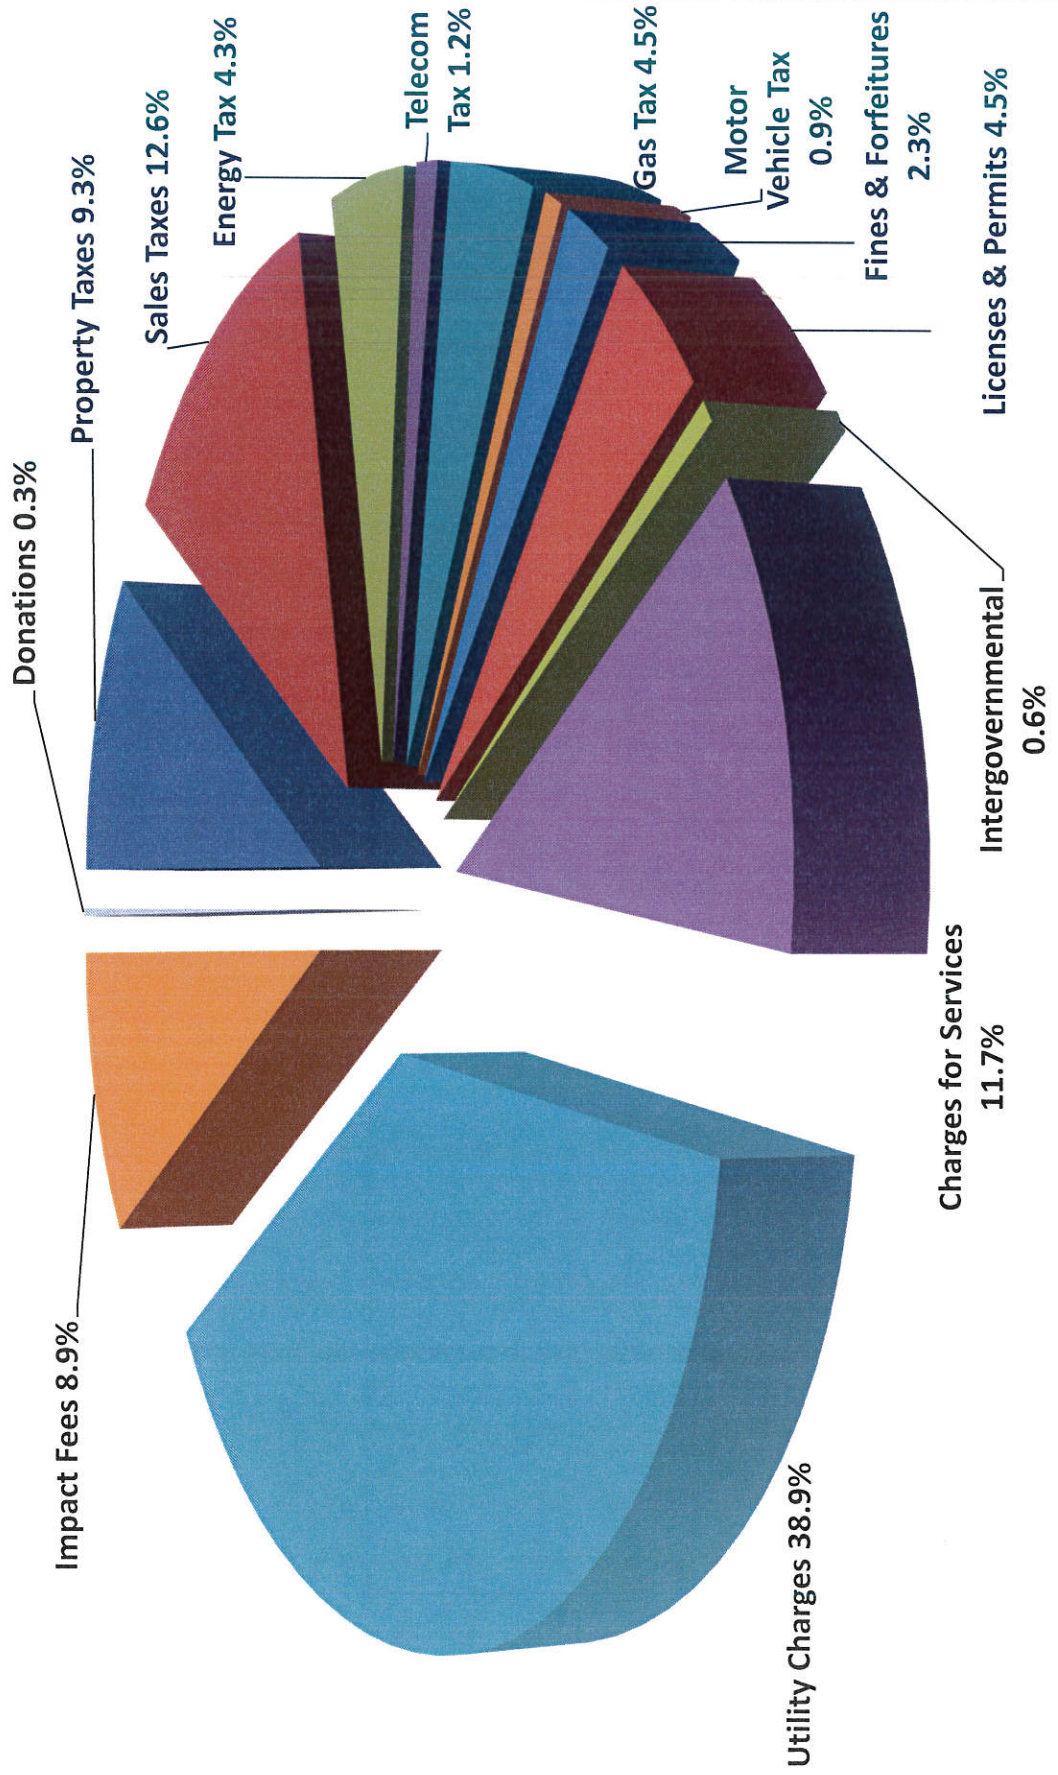 Donations 0.3%
Property Taxes 9.3%
Sales Taxes 12.6%
Energy Tax 4.3%
Telecom
Tax 1.2%
Gas Tax 4.5%
Motor
Vehicle Tax
0.9%
Fines & Forfeitures
2.3%
Licenses & Permits 4.5%
Intergovernmental
0.6%
Charges for Services
11.7%
Utility Charges 38.9%
Impact Fees 8.9%